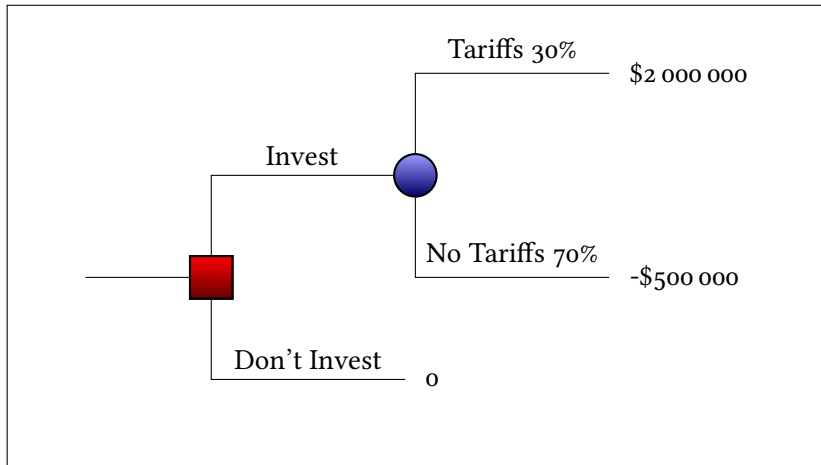 Tariffs 30%
$2 000 000
Invest
No Tariffs 70%
-$500 000
Don't Invest
0